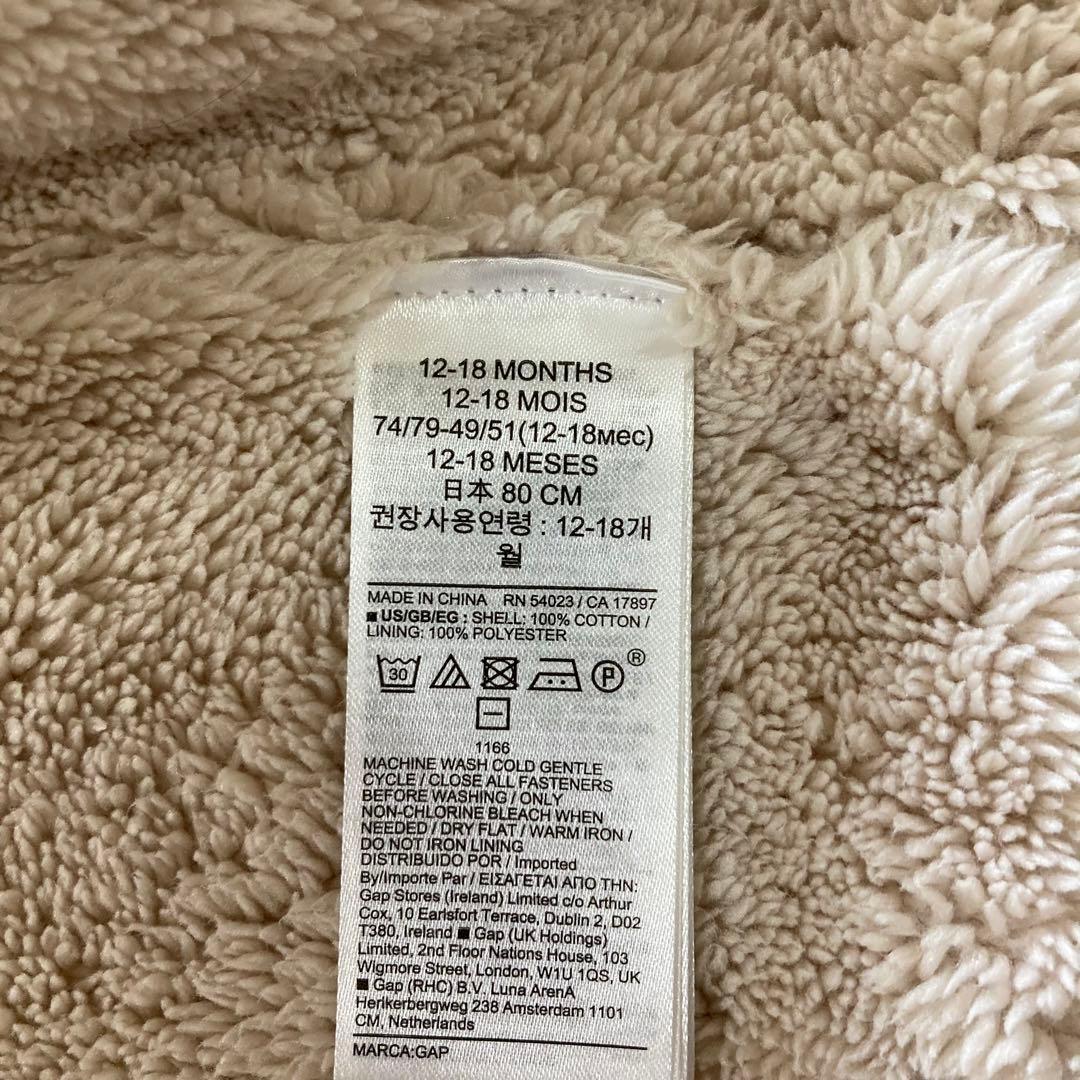 12-18 MONTHS
12-18 MOIS
74/79-49/51(12-18мес)
12-18 MESES
日本 80 CM
권장사용연령 : 12-18개
월
MADE IN CHINA RN 54023 / CA 17897
■ US/GB/EG : SHELL: 100% COTTON /
LINING: 100% POLYESTER
30
P
®
1166
MACHINE WASH COLD GENTLE
CYCLE / CLOSE ALL FASTENERS
BEFORE WASHING / ONLY
NON-CHLORINE BLEACH WHEN
NEEDED / DRY FLAT / WARM IRON /
DO NOT IRON LINING
DISTRIBUIDO POR / Imported
By/Importe Par / ΕΙΣΑΓΕΤΑΙ ΑΠΟ ΤΗΝ:
Gap Stores (Ireland) Limited c/o Arthur
Cox, 10 Earlsfort Terrace, Dublin 2, D02
T380, Ireland ■ Gap (UK Holdings)
Limited, 2nd Floor Nations House, 103
Wigmore Street, London, W1U 1QS, UK
■ Gap (RHC) B.V. Luna ArenA
Herikerbergweg 238 Amsterdam 1101
CM, Netherlands
MARCA:GAP